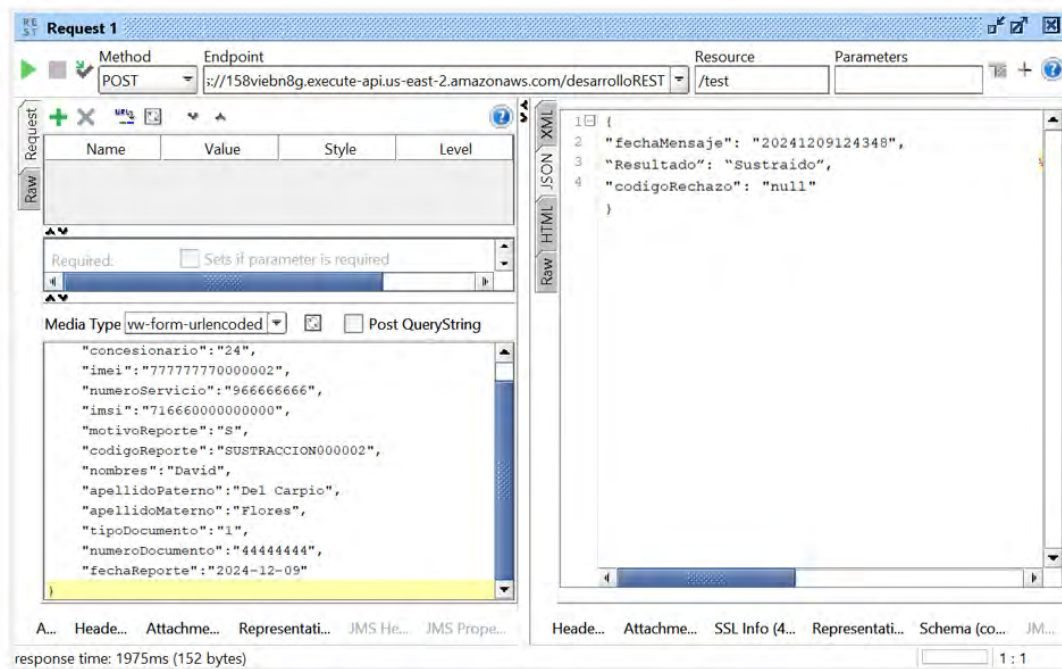 RE
ST
Request 1
Method
Endpoint
Resource
Parameters
POST
;://158viebn8g.execute-api.us-east-2.amazonaws.com/desarrolloREST
/test
Request
Raw
Name Value Style Level
Required: Sets if parameter is required
Media Type vw-form-urlencoded Post QueryString
"concesionario":"24",
"imei":"777777770000002",
"numeroServicio":"966666666",
"imsi":"716660000000000",
"motivoReporte":"S",
"codigoReporte":"SUSTRACCION000002",
"nombres":"David",
"apellidoPaterno":"Del Carpio",
"apellidoMaterno":"Flores",
"tipoDocumento":"1",
"numeroDocumento":"44444444",
"fechaReporte":"2024-12-09"
}
A... Heade... Attachme... Representati... JMS He... JMS Prope...
XML
JSON
HTML
Raw
1 {
2 "fechaMensaje": "20241209124348",
3 “Resultado”: “Sustraido”,
4 "codigoRechazo": "null"
}
Heade... Attachme... SSL Info (4... Representati... Schema (co... JM...
response time: 1975ms (152 bytes)
1 : 1